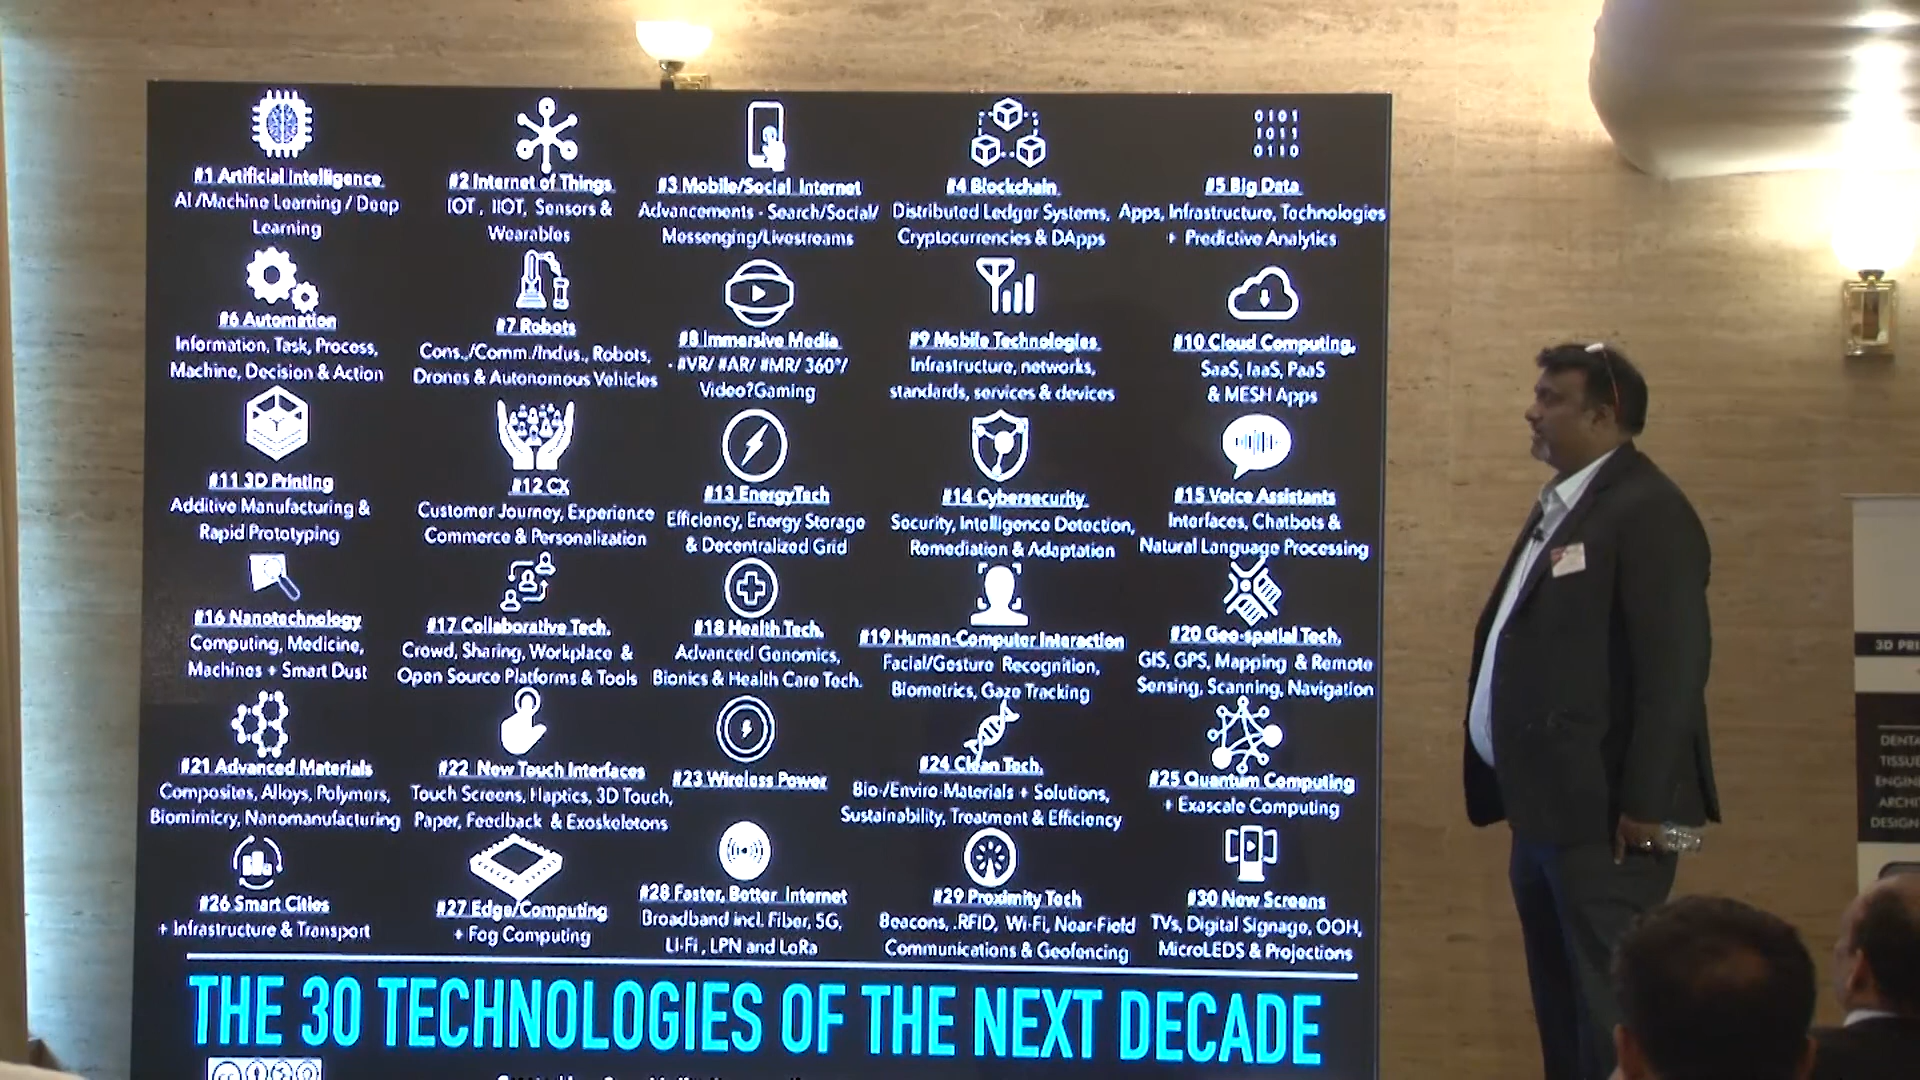 0101
1011
0110
#1 Artificial Intelligence
AI/Machine Learning / Deep
Learning
#2 Internet of Things
IOT, IIOT, Sensors &
Wearables
#3 Mobile/Social Internet
Advancements - Search/Social/
Messenging/Livestreams
#4 Blockchain
Distributed Ledger Systems,
Cryptocurrencies & DApps
#5 Big Data
Apps, Infrastructure, Technologies
+ Predictive Analytics
#6 Automation
Information, Task, Process,
Machine, Decision & Action
#7 Robots
Cons./Comm./Indus., Robots,
Drones & Autonomous Vehicles
#8 Immersive Media
- #VR/ #AR/ #MR/ 360°/
Video?Gaming
#9 Mobile Technologies
Infrastructure, networks,
standards, services & devices
#10 Cloud Computing,
SaaS, IaaS, PaaS
& MESH Apps
#11 3D Printing
Additive Manufacturing &
Rapid Prototyping
#12 CX
Customer Journey, Experience
Commerce & Personalization
#13 EnergyTech
Efficiency, Energy Storage
& Decentralized Grid
#14 Cybersecurity
Security, Intelligence Detection,
Remediation & Adaptation
#15 Voice Assistants
Interfaces, Chatbots &
Natural Language Processing
#16 Nanotechnology
Computing, Medicine,
Machines + Smart Dust
#17 Collaborative Tech.
Crowd, Sharing, Workplace &
Open Source Platforms & Tools
#18 Health Tech.
Advanced Genomics,
Bionics & Health Care Tech.
#19 Human-Computer Interaction
Facial/Gesture Recognition,
Biometrics, Gaze Tracking
#20 Geo-spatial Tech.
GIS, GPS, Mapping & Remote
Sensing, Scanning, Navigation
#21 Advanced Materials
Composites, Alloys, Polymers,
Biomimicry, Nanomanufacturing
#22 New Touch Interfaces
Touch Screens, Haptics, 3D Touch,
Paper, Feedback & Exoskeletons
#23 Wireless Power
#24 Clean Tech.
Bio-/Enviro-Materials + Solutions,
Sustainability, Treatment & Efficiency
#25 Quantum Computing
+ Exascale Computing
#26 Smart Cities
+ Infrastructure & Transport
#27 Edge/Computing
+ Fog Computing
#28 Faster, Better Internet
Broadband incl. Fiber, 5G,
Li-Fi, LPN and LoRa
#29 Proximity Tech
Beacons, .RFID, Wi-Fi, Near-Field
Communications & Geofencing
#30 New Screens
TVs, Digital Signage, OOH,
MicroLEDS & Projections
THE 30 TECHNOLOGIES OF THE NEXT DECADE
3D PRI
DENTA
TISSUE
ENGIN
ARCHI
DESIGN